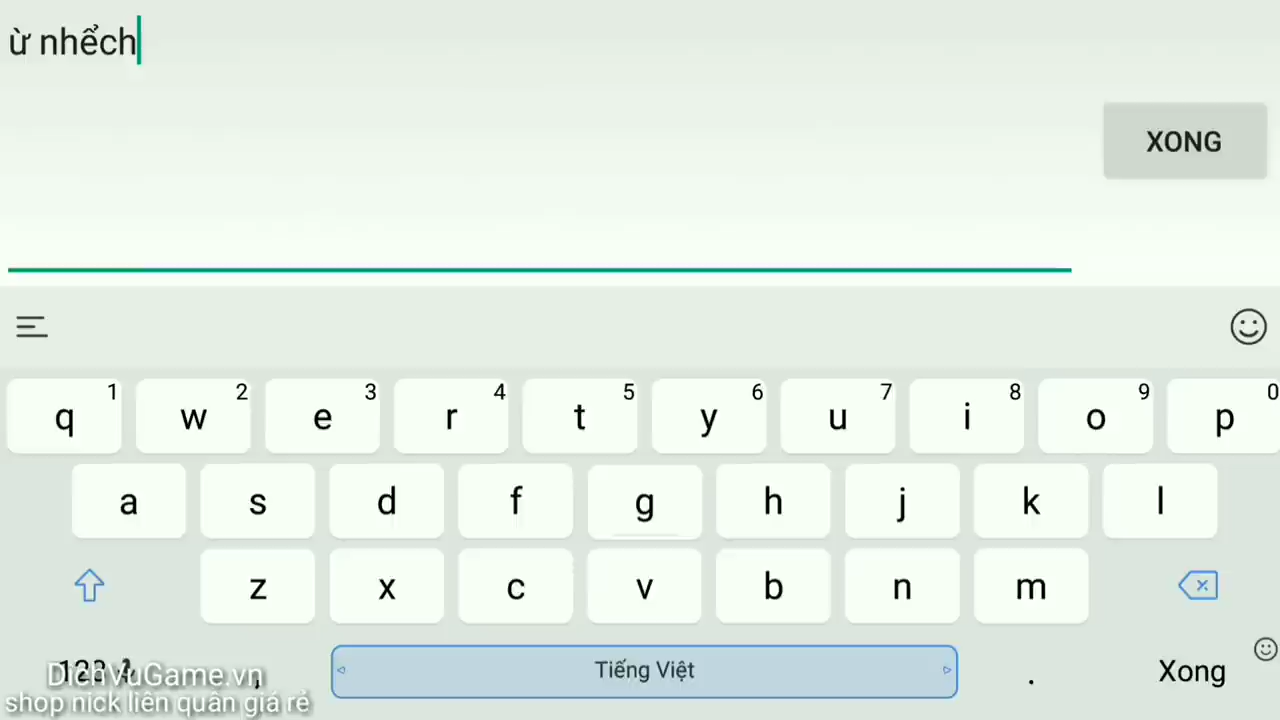 ừ nhểch
XONG
1 2 3 4 5 6 7 8 9 0
q w e r t y u i o p
a s d f g h j k l
z x c v b n m
123 , Tiếng Việt . Xong
DichVuGame.vn
shop nick liên quân giá rẻ